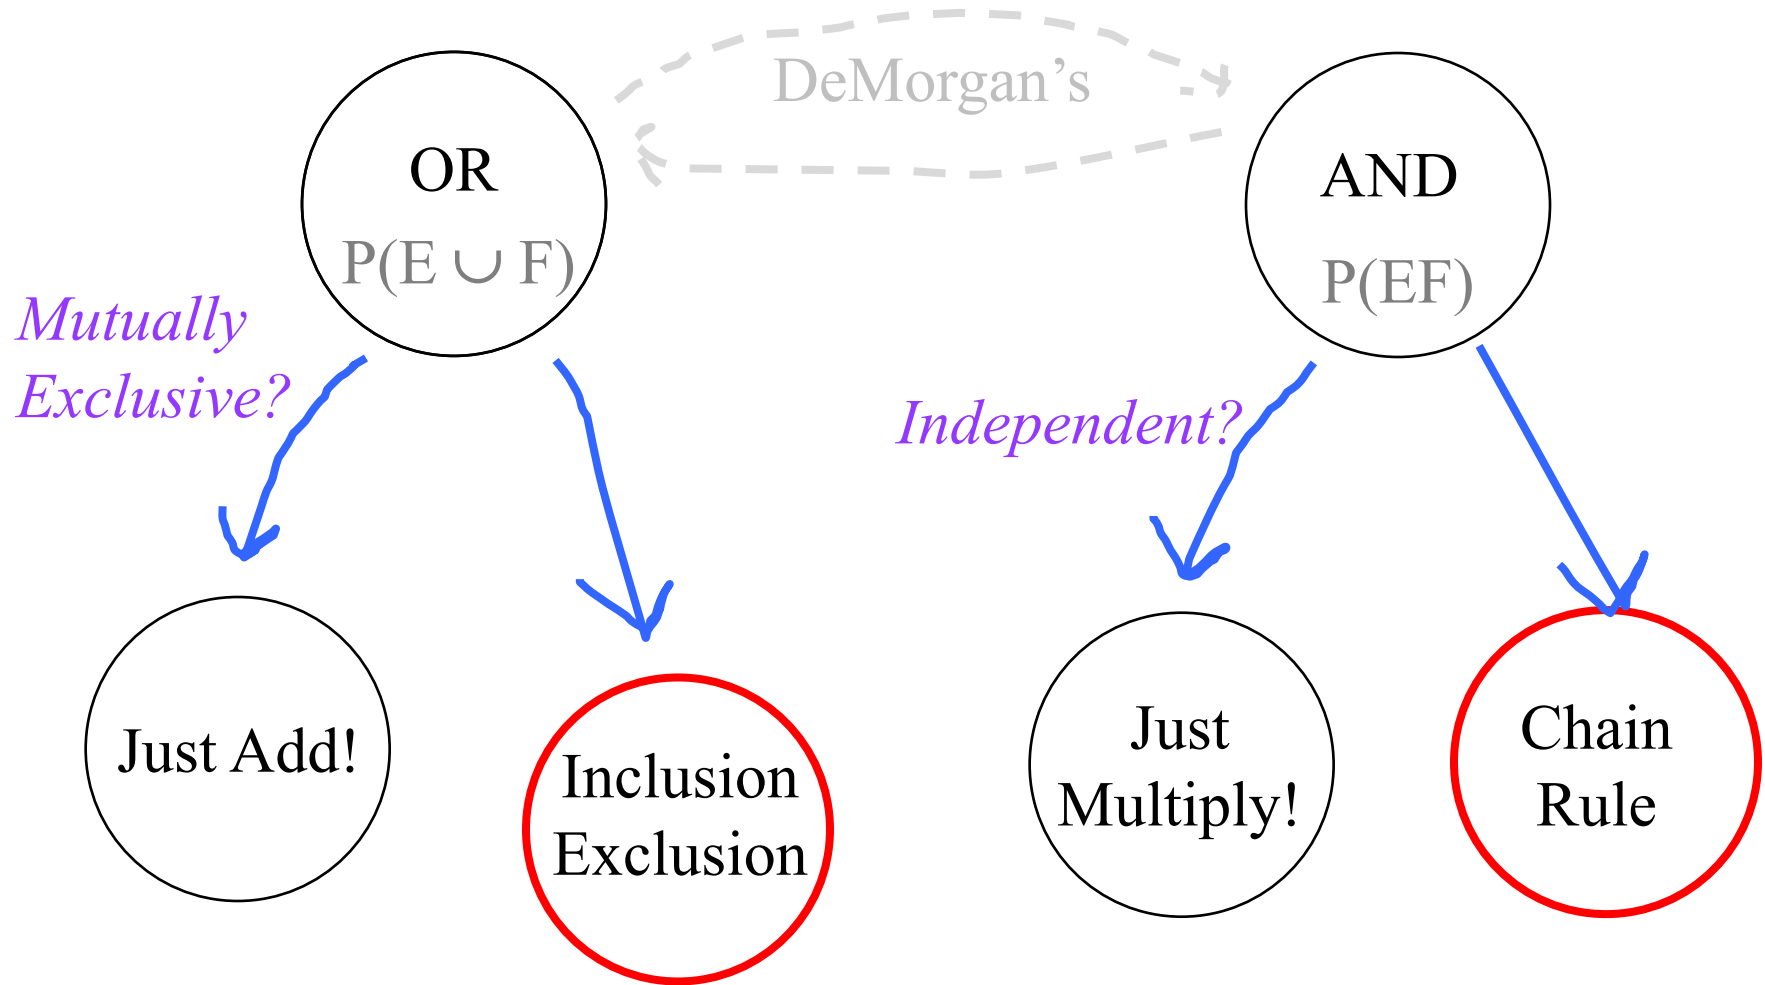 DeMorgan’s
OR
P(E ∪ F)
AND
P(EF)
Mutually
Exclusive?
Independent?
Just Add!
Inclusion
Exclusion
Just
Multiply!
Chain
Rule